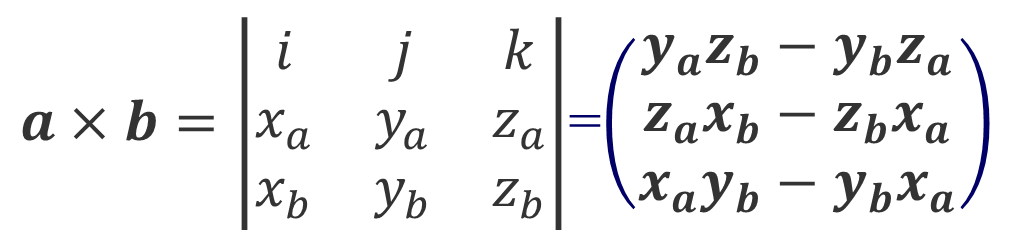 i j k y_a z_b − y_b z_a
a × b = | x_a y_a z_a | = ( z_a x_b − z_b x_a )
x_b y_b z_b x_a y_b − y_b x_a